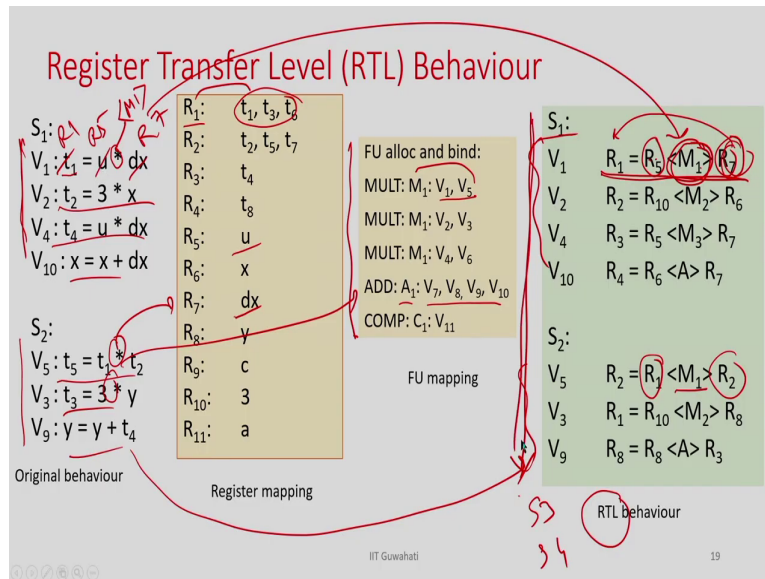 Register Transfer Level (RTL) Behaviour
R1 R5 M17 R7
S1:
V1: t1 = u * dx
V2: t2 = 3 * x
V4: t4 = u * dx
V10: x = x + dx
S2:
V5: t5 = t1 * t2
V3: t3 = 3 * y
V9: y = y + t4
Original behaviour
R1: t1, t3, t6
R2: t2, t5, t7
R3: t4
R4: t8
R5: u
R6: x
R7: dx
R8: y
R9: c
R10: 3
R11: a
Register mapping
FU alloc and bind:
MULT: M1: V1, V5
MULT: M1: V2, V3
MULT: M1: V4, V6
ADD: A1: V7, V8, V9, V10
COMP: C1: V11
FU mapping
S1:
V1 R1 = R5 <M1> R7
V2 R2 = R10 <M2> R6
V4 R3 = R5 <M3> R7
V10 R4 = R6 <A> R7
S2:
V5 R2 = R1 <M1> R2
V3 R1 = R10 <M2> R8
V9 R8 = R8 <A> R3
S3
S4
RTL behaviour
IIT Guwahati
19